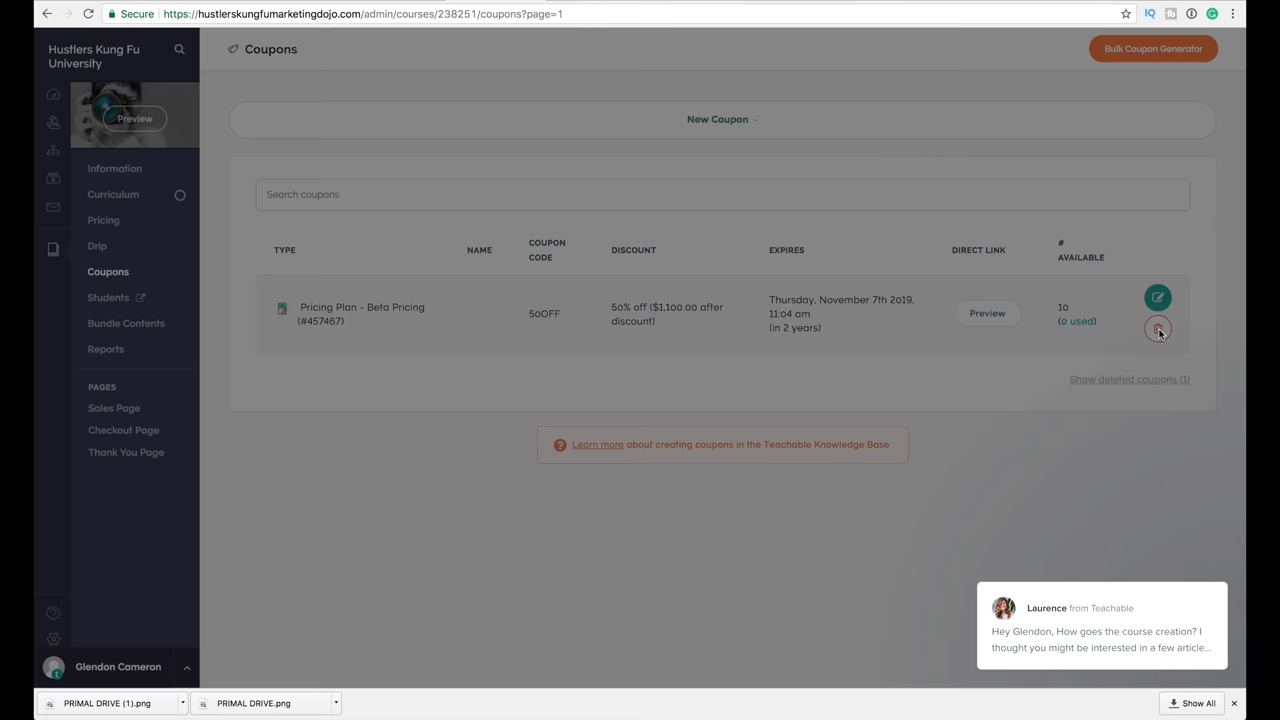 Secure
https://hustlerskungfumarketingdojo.com/admin/courses/238251/coupons?page=1
Hustlers Kung Fu
University
Coupons
Bulk Coupon Generator
Preview
New Coupon
Information
Curriculum
Pricing
Drip
Coupons
Students
Bundle Contents
Reports
PAGES
Sales Page
Checkout Page
Thank You Page
Search coupons
TYPE
NAME
COUPON
CODE
DISCOUNT
EXPIRES
DIRECT LINK
#
AVAILABLE
Pricing Plan - Beta Pricing
(#457467)
50OFF
50% off ($1,100.00 after
discount)
Thursday, November 7th 2019,
11:04 am
(in 2 years)
Preview
10
(0 used)
Show deleted coupons (1)
Learn more about creating coupons in the Teachable Knowledge Base
Laurence from Teachable
Hey Glendon, How goes the course creation? I
thought you might be interested in a few article...
Glendon Cameron
PRIMAL DRIVE (1).png
PRIMAL DRIVE.png
Show All